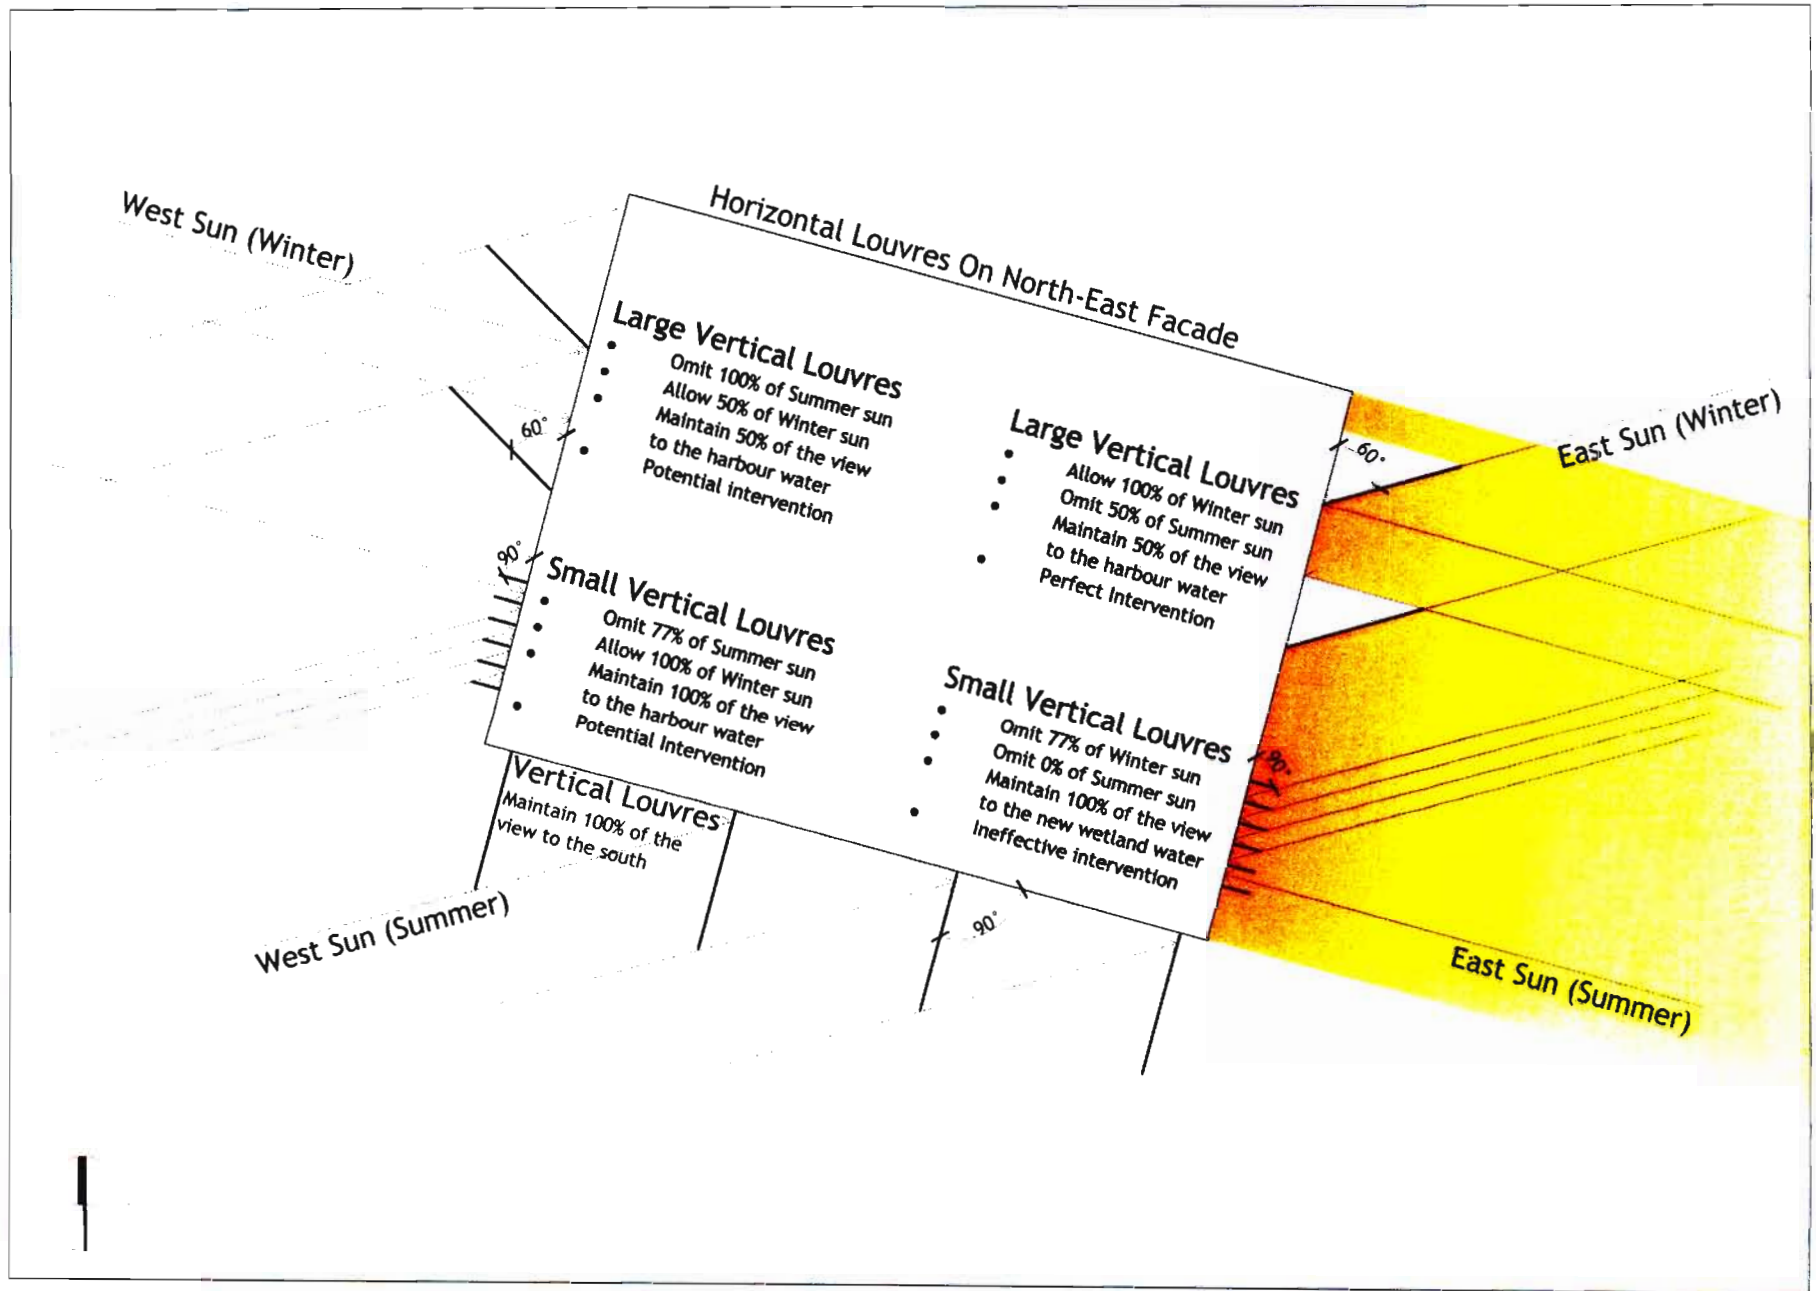 Horizontal Louvres On North-East Facade
West Sun (Winter)
Large Vertical Louvres
• Omit 100% of Summer sun
• Allow 50% of Winter sun
• Maintain 50% of the view
to the harbour water
• Potential intervention
60°
Large Vertical Louvres
• Allow 100% of Winter sun
• Omit 50% of Summer sun
• Maintain 50% of the view
to the harbour water
• Perfect Intervention
60°
East Sun (Winter)
90°
Small Vertical Louvres
• Omit 77% of Summer sun
• Allow 100% of Winter sun
• Maintain 100% of the view
to the harbour water
• Potential Intervention
Small Vertical Louvres
• Omit 77% of Winter sun
• Omit 0% of Summer sun
• Maintain 100% of the view
to the new wetland water
• Ineffective intervention
90°
Vertical Louvres
Maintain 100% of the
view to the south
West Sun (Summer)
90°
East Sun (Summer)